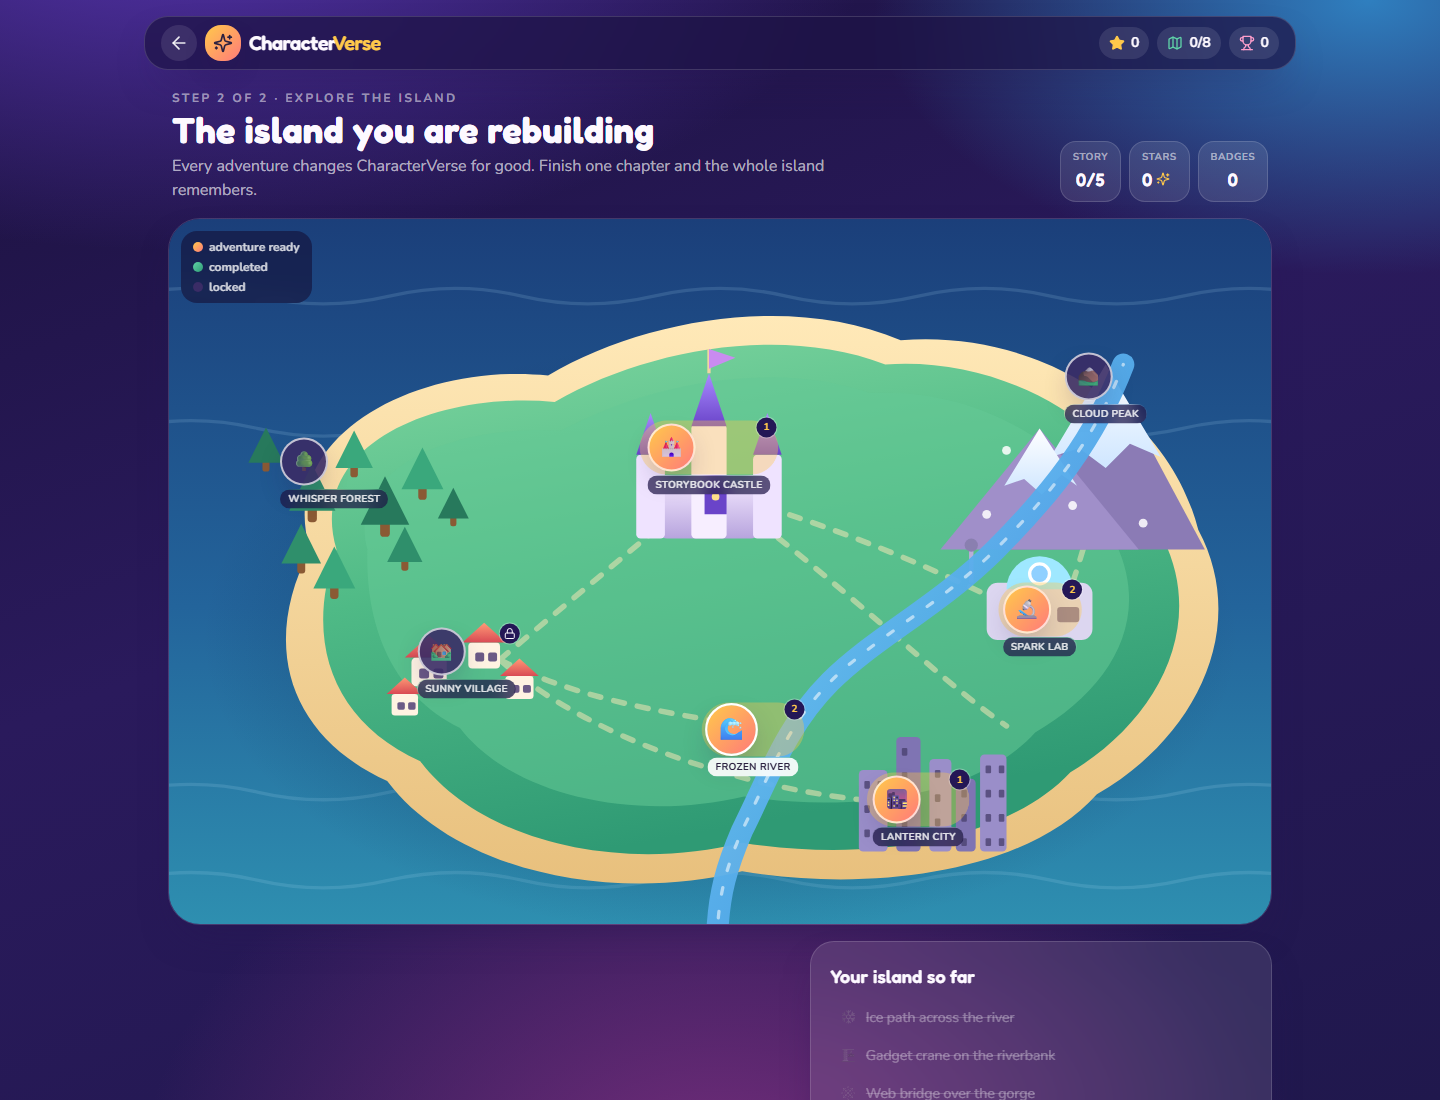 CharacterVerse
0
0/8
0
STEP 2 OF 2 · EXPLORE THE ISLAND
The island you are rebuilding
Every adventure changes CharacterVerse for good. Finish one chapter and the whole island
remembers.
STORY
0/5
STARS
0
BADGES
0
adventure ready
completed
locked
CLOUD PEAK
1
STORYBOOK CASTLE
WHISPER FOREST
2
SPARK LAB
SUNNY VILLAGE
2
FROZEN RIVER
1
LANTERN CITY
Your island so far
Ice path across the river
Gadget crane on the riverbank
Web bridge over the gorge